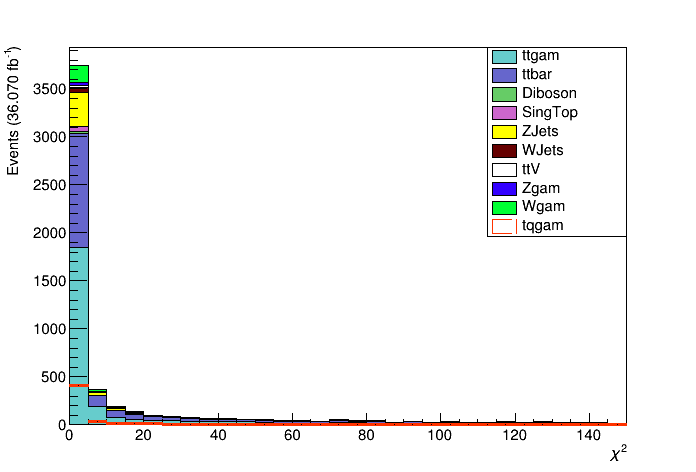 Events (36.070 fb⁻¹)
3500
3000
2500
2000
1500
1000
500
0
0 20 40 60 80 100 120 140
χ²
ttgam
ttbar
Diboson
SingTop
ZJets
WJets
ttV
Zgam
Wgam
tqgam